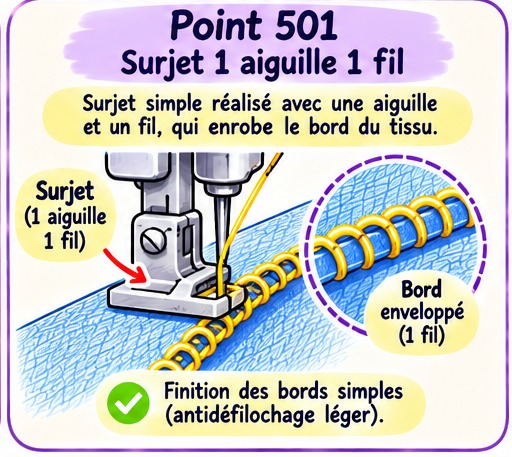 Point 501
Surjet 1 aiguille 1 fil
Surjet simple réalisé avec une aiguille
et un fil, qui enrobe le bord du tissu.
Surjet
(1 aiguille
1 fil)
Bord
enveloppé
(1 fil)
Finition des bords simples
(antidéfilochage léger).